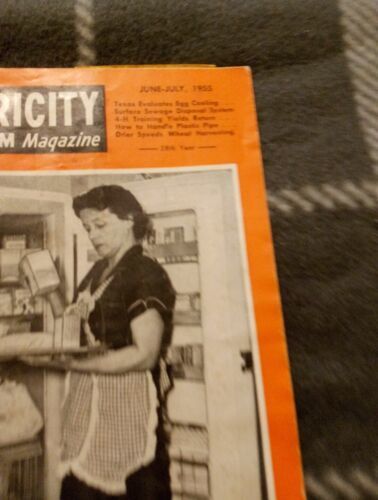 RICITY
M Magazine
JUNE-JULY, 1955
Texas Evaluates Egg Cooling
Surface Sewage Disposal System
4-H Training Yields Return
How to Handle Plastic Pipe
Drier Speeds Wheat Harvesting
28th Year